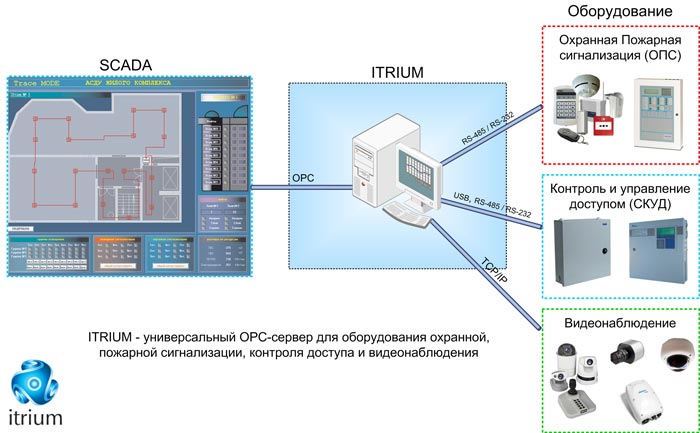 Оборудование
SCADA
ITRIUM
Охранная Пожарная
сигнализация (ОПС)
Trace MODE
АСДУ ЖИЛОГО КОМПЛЕКСА
RS-485 / RS-232
OPC
USB, RS-485 / RS-232
TCP/IP
Контроль и управление
доступом (СКУД)
Видеонаблюдение
ITRIUM - универсальный OPC-сервер для оборудования охранной,
пожарной сигнализации, контроля доступа и видеонаблюдения
itrium